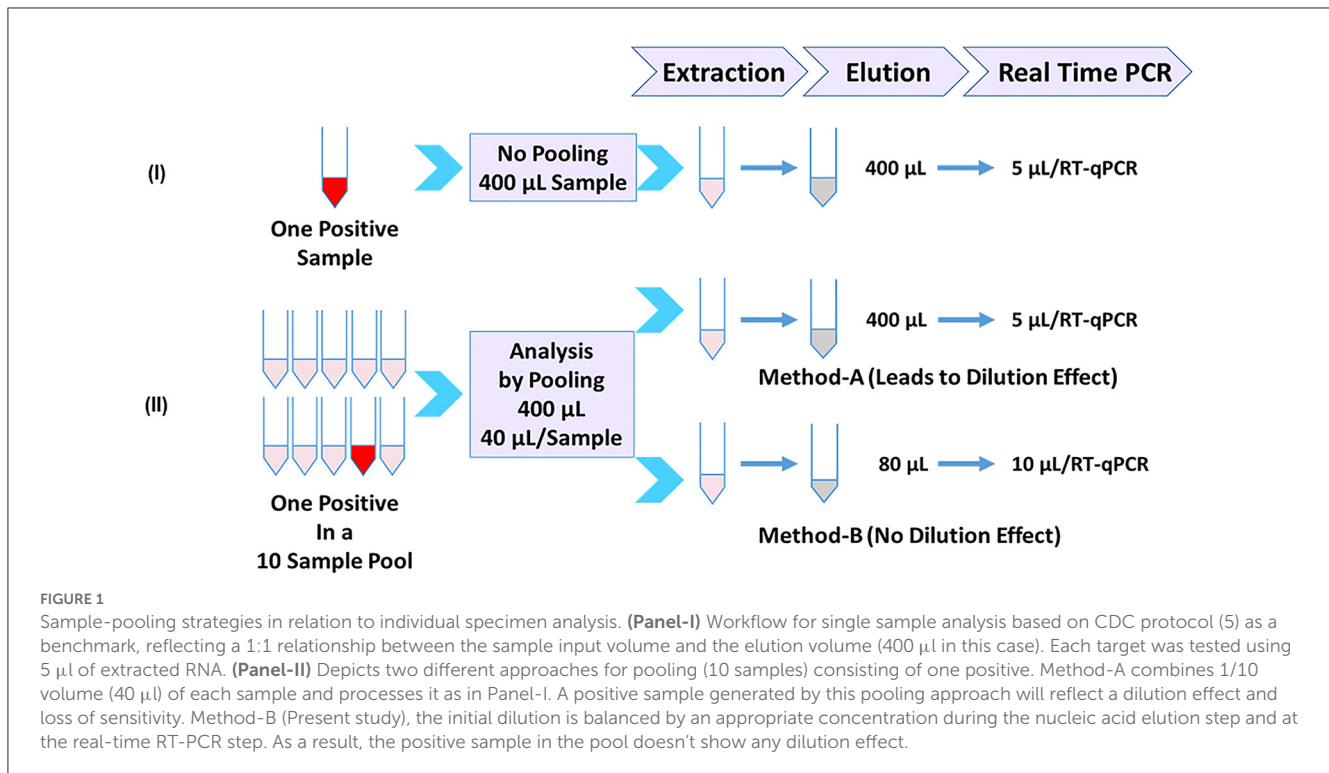 Extraction
Elution
Real Time PCR
(I)
One Positive
Sample
No Pooling
400 µL Sample
400 µL
5 µL/RT-qPCR
(II)
One Positive
In a
10 Sample Pool
Analysis
by Pooling
400 µL
40 µL/Sample
400 µL
5 µL/RT-qPCR
Method-A (Leads to Dilution Effect)
80 µL
10 µL/RT-qPCR
Method-B (No Dilution Effect)
FIGURE 1
Sample-pooling strategies in relation to individual specimen analysis. (Panel-I) Workflow for single sample analysis based on CDC protocol (5) as a
benchmark, reflecting a 1:1 relationship between the sample input volume and the elution volume (400 µl in this case). Each target was tested using
5 µl of extracted RNA. (Panel-II) Depicts two different approaches for pooling (10 samples) consisting of one positive. Method-A combines 1/10
volume (40 µl) of each sample and processes it as in Panel-I. A positive sample generated by this pooling approach will reflect a dilution effect and
loss of sensitivity. Method-B (Present study), the initial dilution is balanced by an appropriate concentration during the nucleic acid elution step and at
the real-time RT-PCR step. As a result, the positive sample in the pool doesn't show any dilution effect.